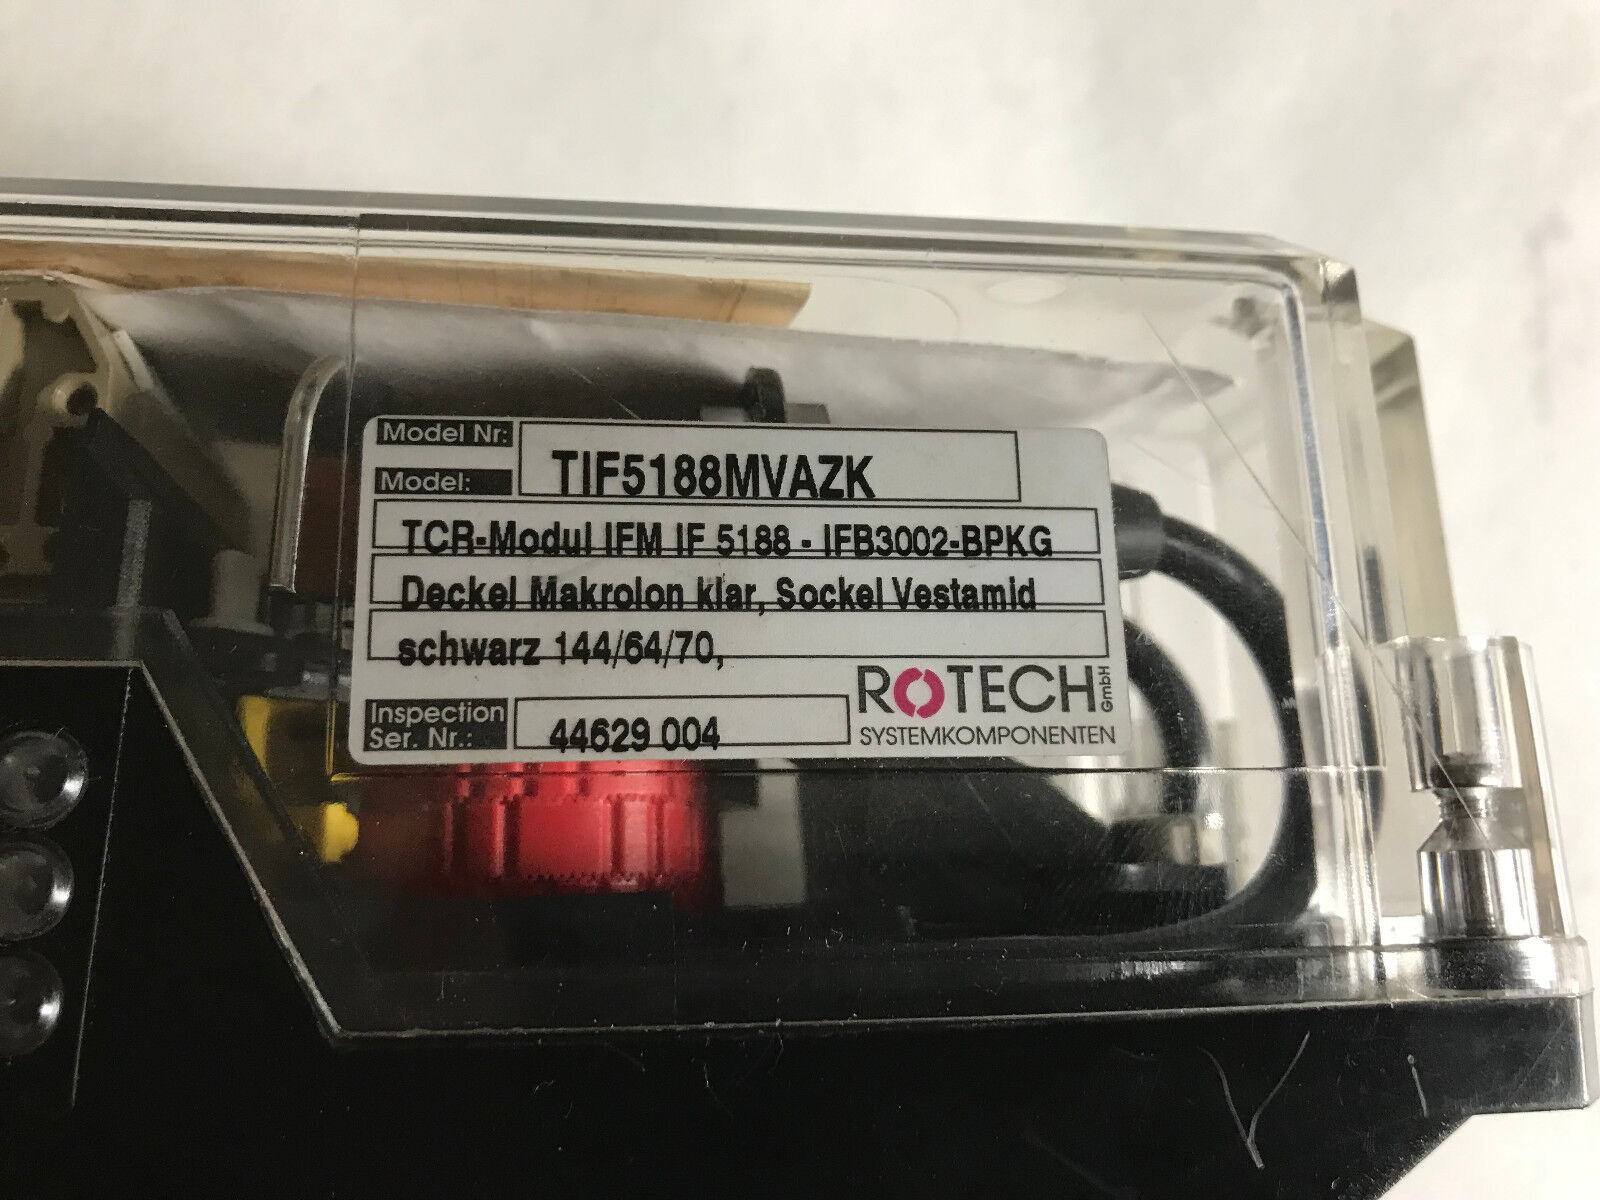 Model Nr:
TIF5188MVAZK
Model:
TCR-Modul IFM IF 5188 - IFB3002-BPKG
Deckel Makrolon klar, Sockel Vestamid
schwarz 144/64/70,
Inspection
Ser. Nr.:
44629 004
ROTECH GmbH
SYSTEMKOMPONENTEN